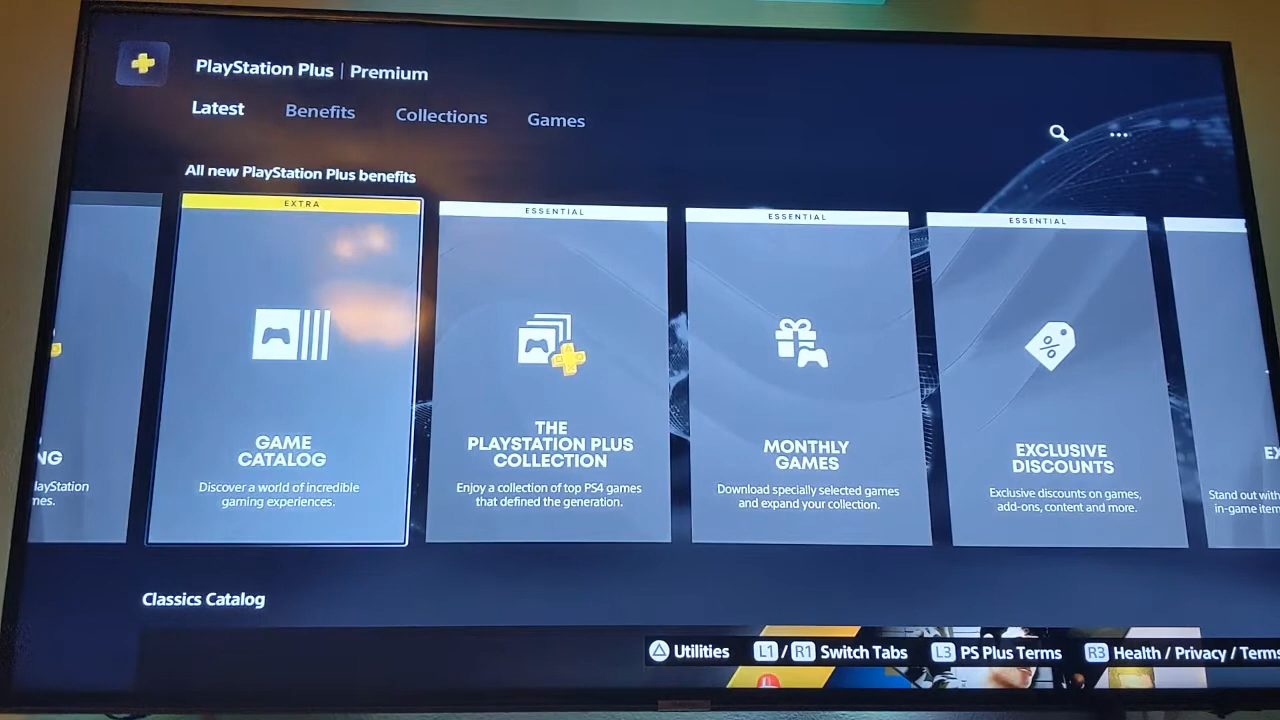 PlayStation Plus | Premium
Latest
Benefits
Collections
Games
All new PlayStation Plus benefits
NG
nes.
EXTRA
GAME
CATALOG
Discover a world of incredible
gaming experiences.
ESSENTIAL
THE
PLAYSTATION PLUS
COLLECTION
Enjoy a collection of top PS4 games
that defined the generation.
ESSENTIAL
MONTHLY
GAMES
Download specially selected games
and expand your collection.
ESSENTIAL
EXCLUSIVE
DISCOUNTS
Exclusive discounts on games,
add-ons, content and more.
EX
Stand out with
in-game item
Classics Catalog
Utilities
L1 / R1 Switch Tabs
L3 PS Plus Terms
R3 Health / Privacy / Terms